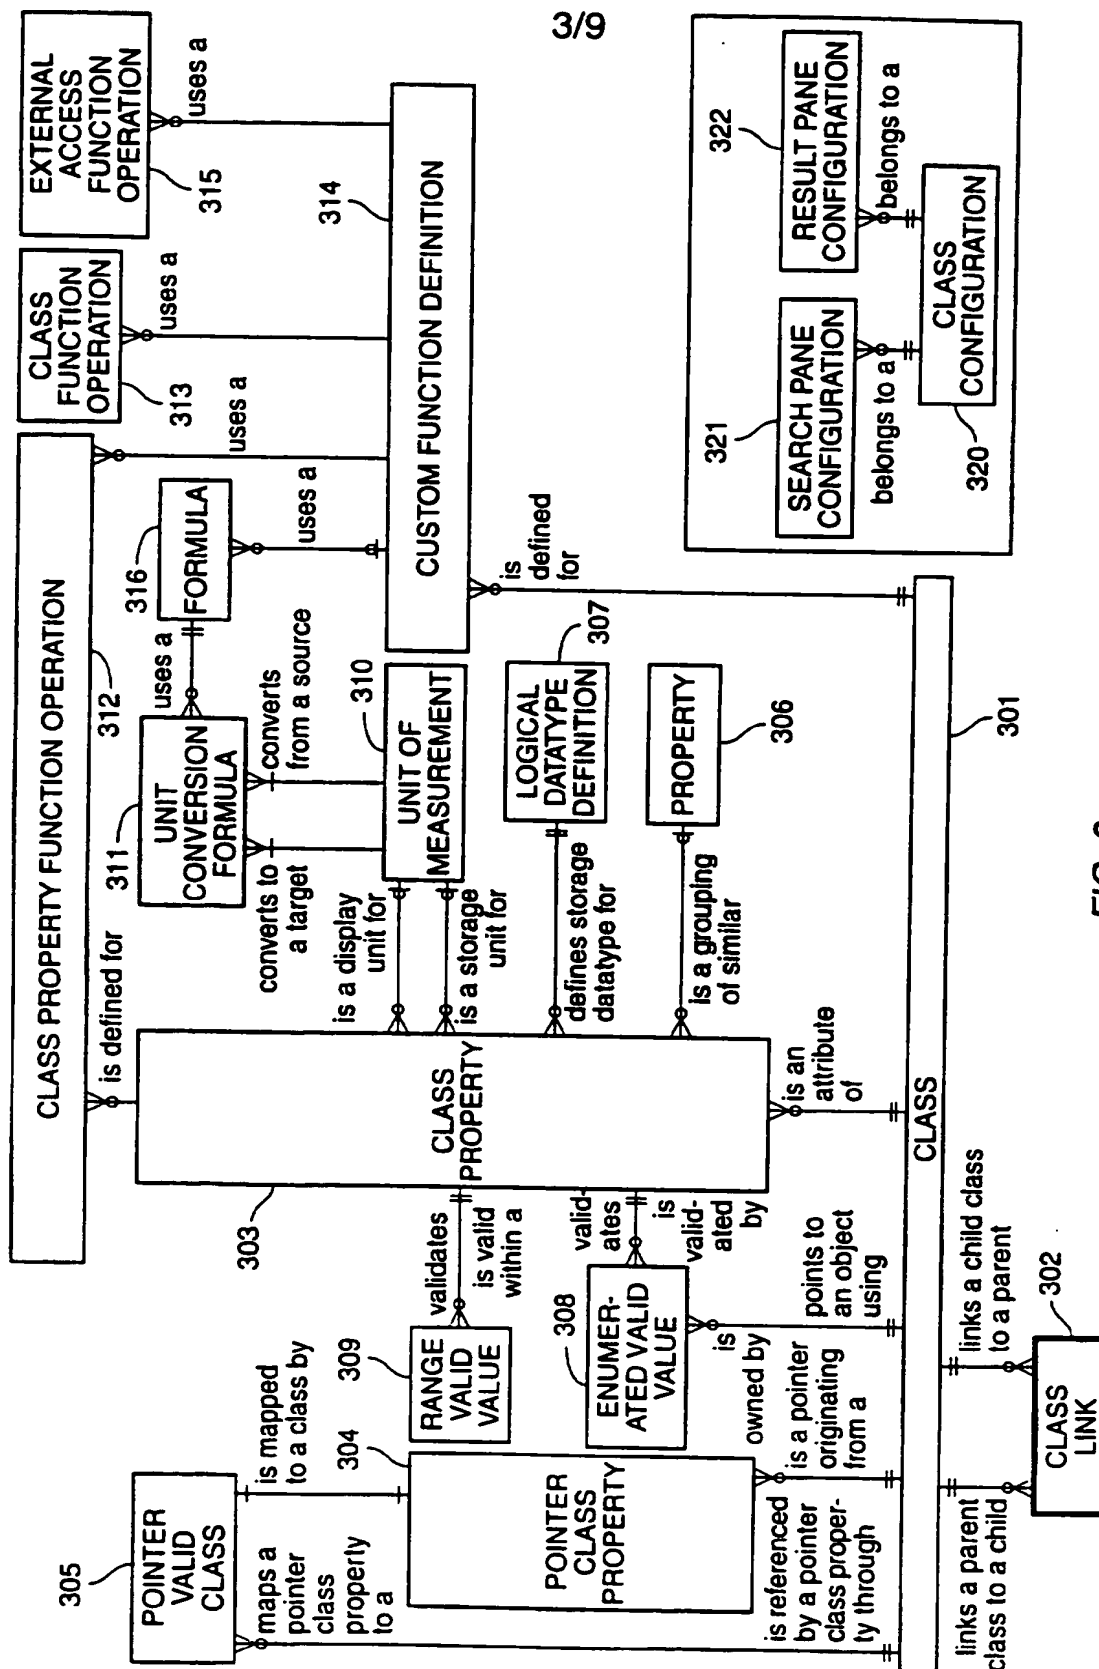 3/9
CLASS PROPERTY FUNCTION OPERATION
312
CLASS
FUNCTION
OPERATION
313
EXTERNAL
ACCESS
FUNCTION
OPERATION
315
is defined for
uses a
uses a
uses a
305
POINTER
VALID
CLASS
is mapped
to a class by
maps a
pointer
class
property
to a
303
311
UNIT
CONVERSION
FORMULA
uses a
316
FORMULA
uses a
314
converts to
a target
converts
from a source
310
UNIT OF
MEASUREMENT
CUSTOM FUNCTION DEFINITION
is defined
for
304
POINTER
CLASS
PROPERTY
309
RANGE
VALID
VALUE
validates
is valid
within a
CLASS
PROPERTY
is a display
unit for
is a storage
unit for
307
LOGICAL
DATATYPE
DEFINITION
defines storage
datatype for
308
ENUMER-
ATED VALID
VALUE
valid-
ates
is
valid-
ated by
306
PROPERTY
is a grouping
of similar
is referenced
by a pointer
class proper-
ty through
is a pointer
originating
from a
is
owned by
points to
an object
using
is an
attribute
of
301
CLASS
links a parent
class to a child
links a child class
to a parent
302
CLASS
LINK
321
SEARCH PANE
CONFIGURATION
belongs to a
322
RESULT PANE
CONFIGURATION
belongs to a
320
CLASS
CONFIGURATION